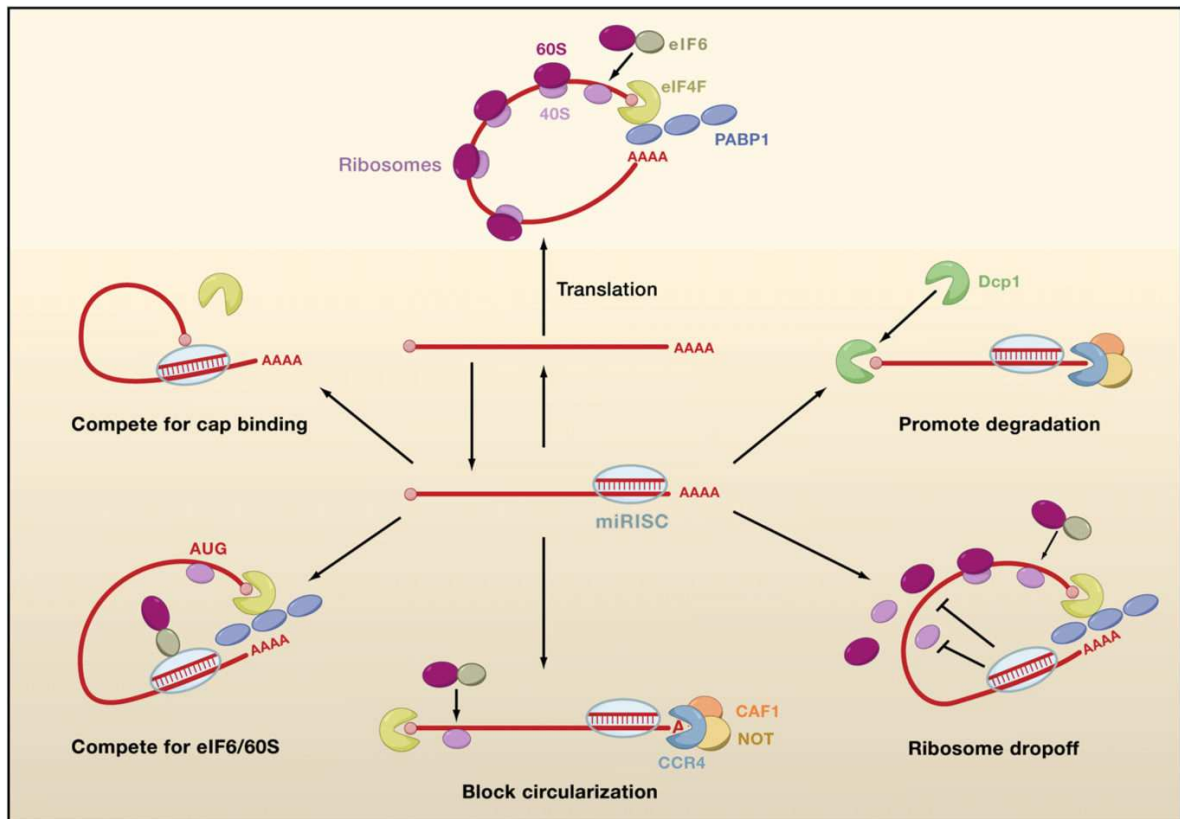 60S
eIF6
eIF4F
40S
PABP1
AAAA
Ribosomes
Translation
Dcp1
AAAA
AAAA
Compete for cap binding
Promote degradation
AAAA
miRISC
AUG
AAAA
AAAA
Compete for eIF6/60S
A
CAF1
NOT
CCR4
Block circularization
Ribosome dropoff